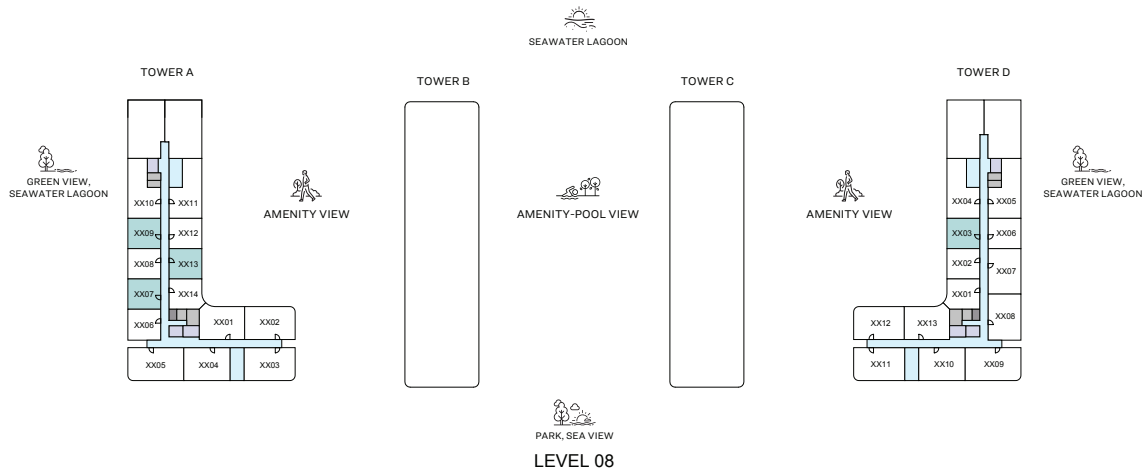 SEAWATER LAGOON
TOWER A
TOWER B
TOWER C
TOWER D
GREEN VIEW,
SEAWATER LAGOON
AMENITY VIEW
AMENITY-POOL VIEW
AMENITY VIEW
GREEN VIEW,
SEAWATER LAGOON
XX10 XX11
XX09 XX12
XX08 XX13
XX07 XX14
XX06 XX01 XX02
XX05 XX04 XX03
XX04 XX05
XX03 XX06
XX02 XX07
XX01
XX08
XX12 XX13
XX11 XX10 XX09
PARK, SEA VIEW
LEVEL 08